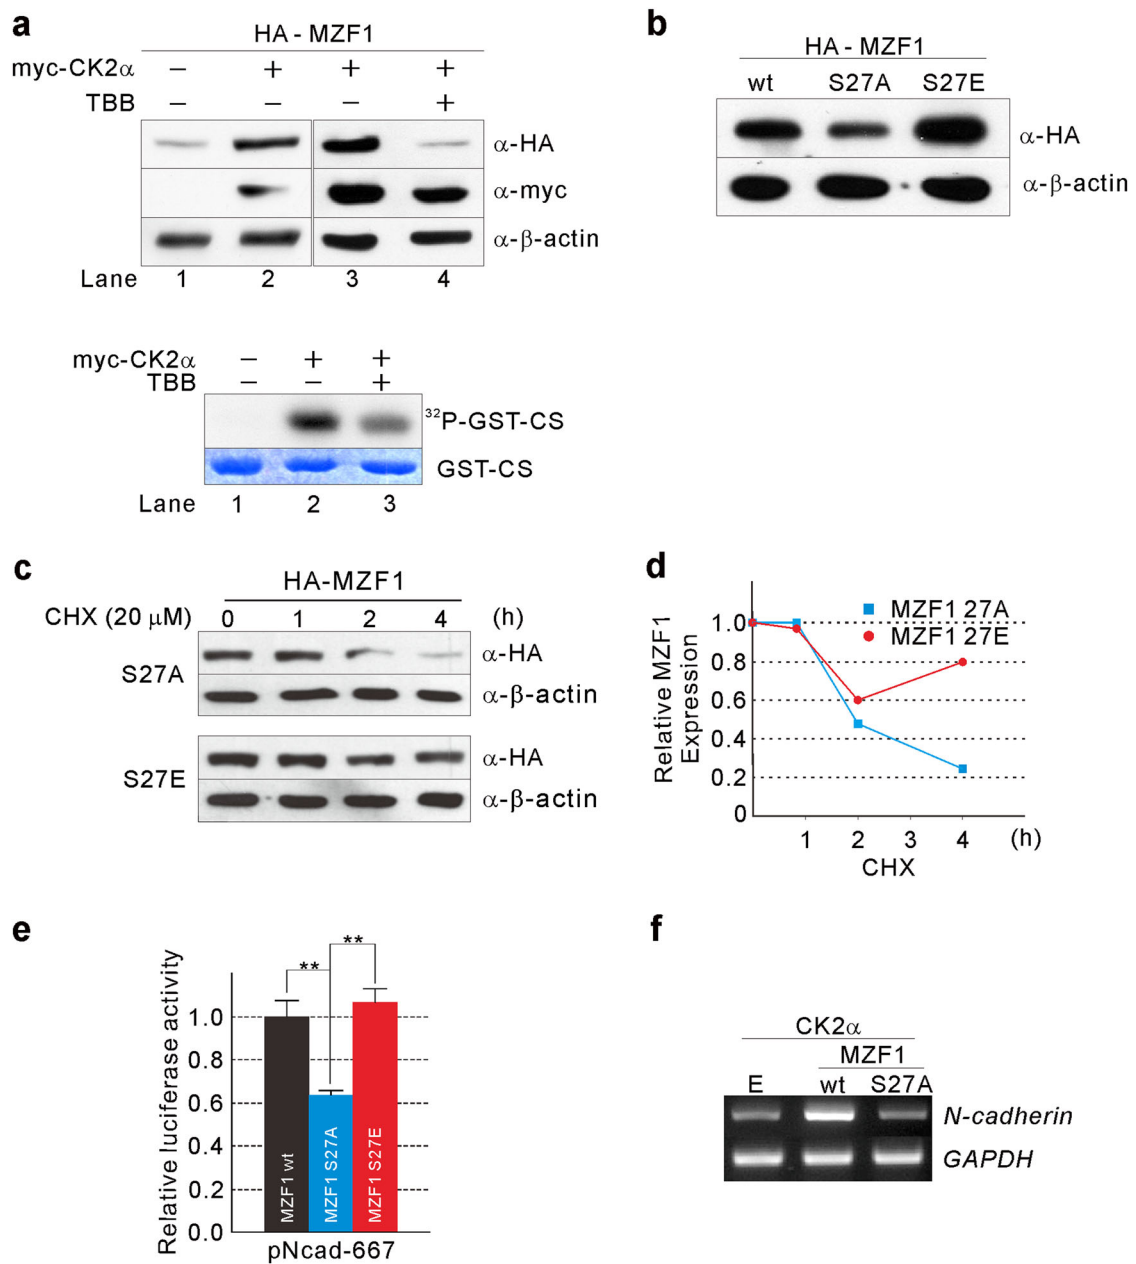 a
HA - MZF1
myc-CK2α − + + +
TBB − − − +
α-HA
α-myc
α-β-actin
Lane 1 2 3 4
myc-CK2α − + +
TBB − − +
³²P-GST-CS
GST-CS
Lane 1 2 3
b
HA - MZF1
wt S27A S27E
α-HA
α-β-actin
c
HA-MZF1
CHX (20 μM) 0 1 2 4 (h)
S27A
α-HA
α-β-actin
S27E
α-HA
α-β-actin
d
Relative MZF1
Expression
MZF1 27A
MZF1 27E
1.0
0.8
0.6
0.4
0.2
0
1 2 3 4 (h)
CHX
e
Relative luciferase activity
** **
1.0
0.8
0.6
0.4
0.2
0.0
MZF1 wt
MZF1 S27A
MZF1 S27E
pNcad-667
f
CK2α
MZF1
E wt S27A
N-cadherin
GAPDH